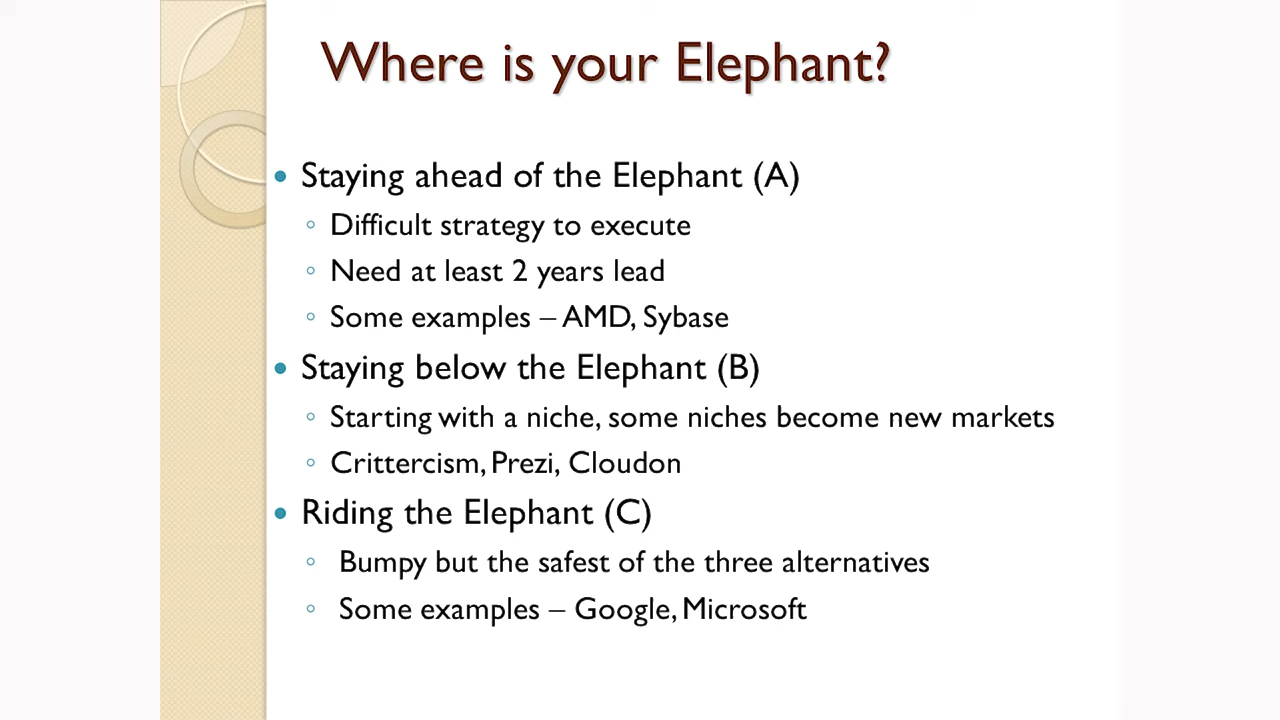 Where is your Elephant?
• Staying ahead of the Elephant (A)
◦ Difficult strategy to execute
◦ Need at least 2 years lead
◦ Some examples – AMD, Sybase
• Staying below the Elephant (B)
◦ Starting with a niche, some niches become new markets
◦ Crittercism, Prezi, Cloudon
• Riding the Elephant (C)
◦ Bumpy but the safest of the three alternatives
◦ Some examples – Google, Microsoft